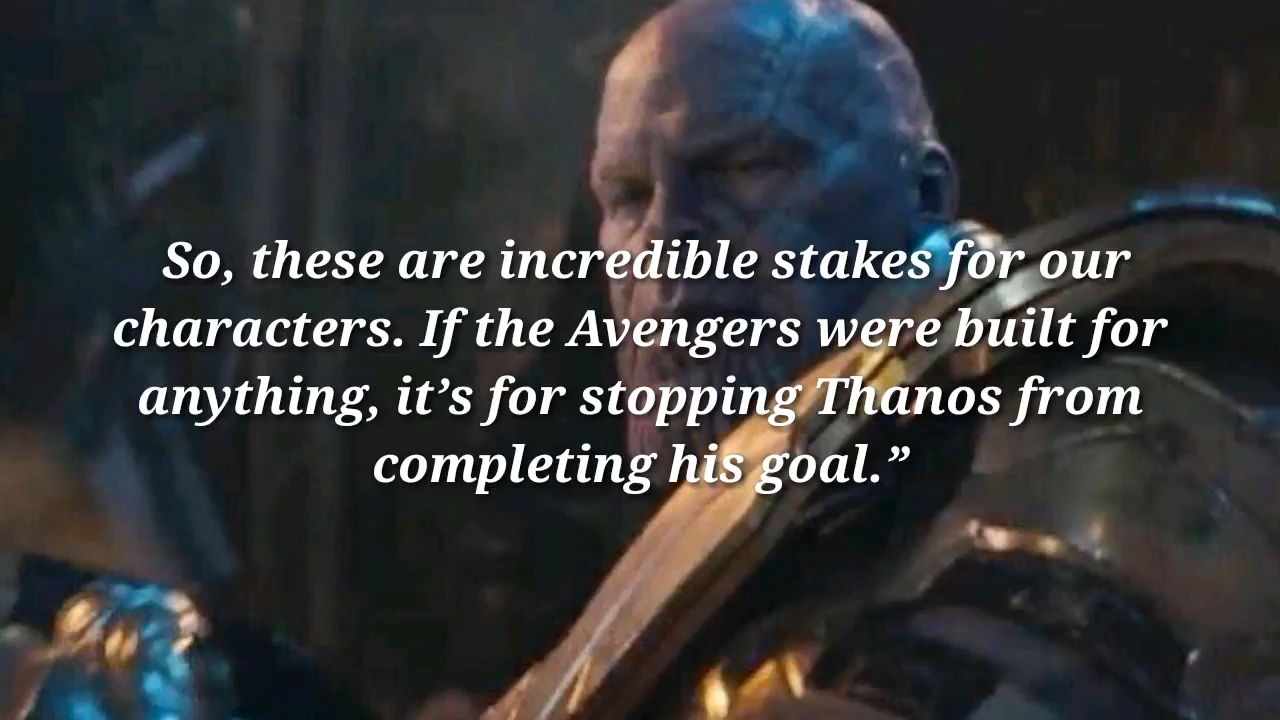 So, these are incredible stakes for our
characters. If the Avengers were built for
anything, it’s for stopping Thanos from
completing his goal.”